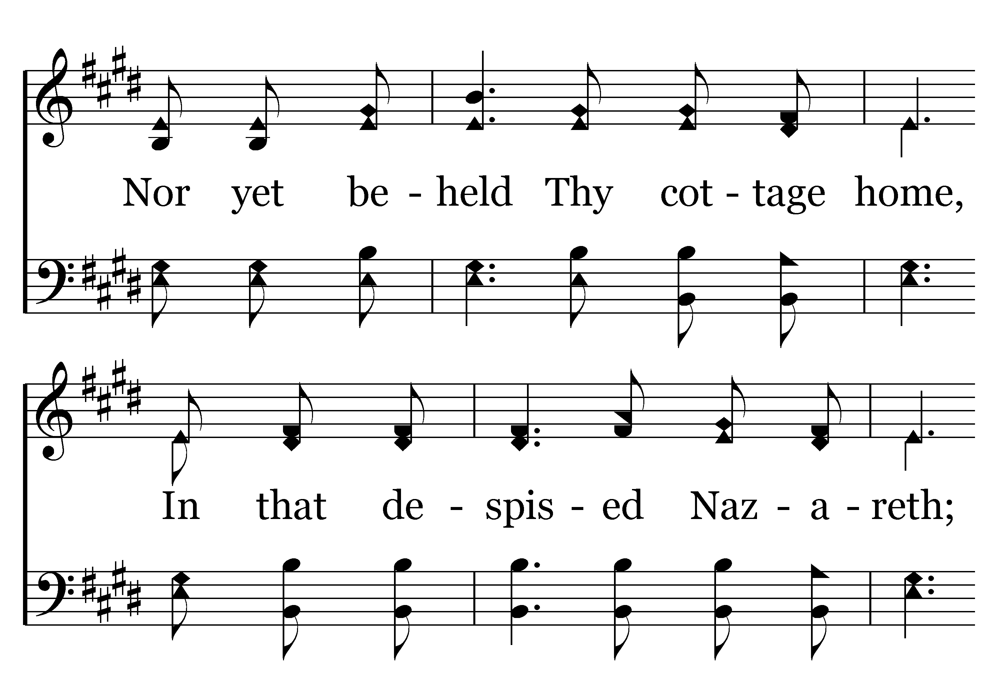 Nor yet be - held Thy cot - tage home,
In that de - spis - ed Naz - a - reth;